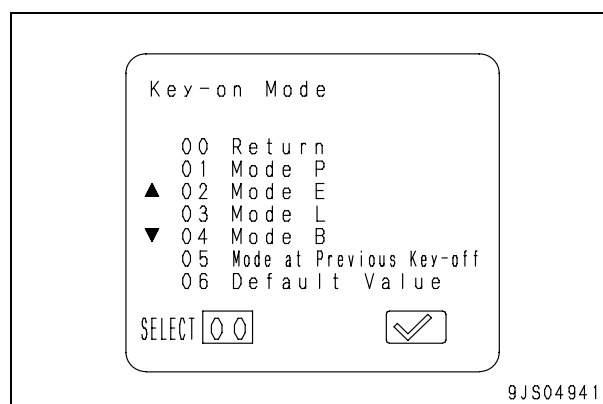 Key-on Mode
00 Return
01 Mode P
▲ 02 Mode E
03 Mode L
▼ 04 Mode B
05 Mode at Previous Key-off
06 Default Value
SELECT 00
9JS04941